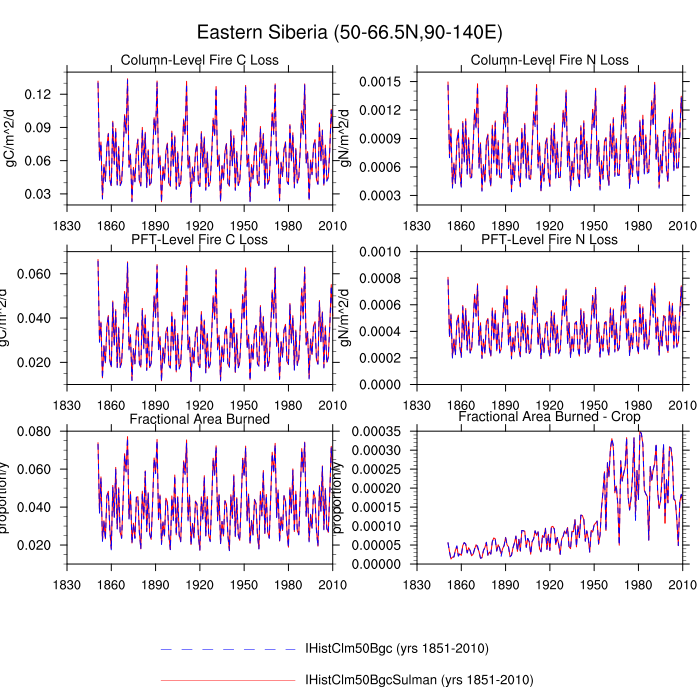 Eastern Siberia (50-66.5N,90-140E)
Column-Level Fire C Loss
gC/m^2/d
0.12
0.09
0.06
0.03
1830 1860 1890 1920 1950 1980 2010
Column-Level Fire N Loss
gN/m^2/d
0.0015
0.0012
0.0009
0.0006
0.0003
1830 1860 1890 1920 1950 1980 2010
PFT-Level Fire C Loss
gC/m^2/d
0.060
0.040
0.020
1830 1860 1890 1920 1950 1980 2010
PFT-Level Fire N Loss
gN/m^2/d
0.0010
0.0008
0.0006
0.0004
0.0002
0.0000
1830 1860 1890 1920 1950 1980 2010
Fractional Area Burned
proportion/y
0.080
0.060
0.040
0.020
1830 1860 1890 1920 1950 1980 2010
Fractional Area Burned - Crop
proportion/y
0.00035
0.00030
0.00025
0.00020
0.00015
0.00010
0.00005
0.00000
1830 1860 1890 1920 1950 1980 2010
IHistClm50Bgc (yrs 1851-2010)
IHistClm50BgcSulman (yrs 1851-2010)